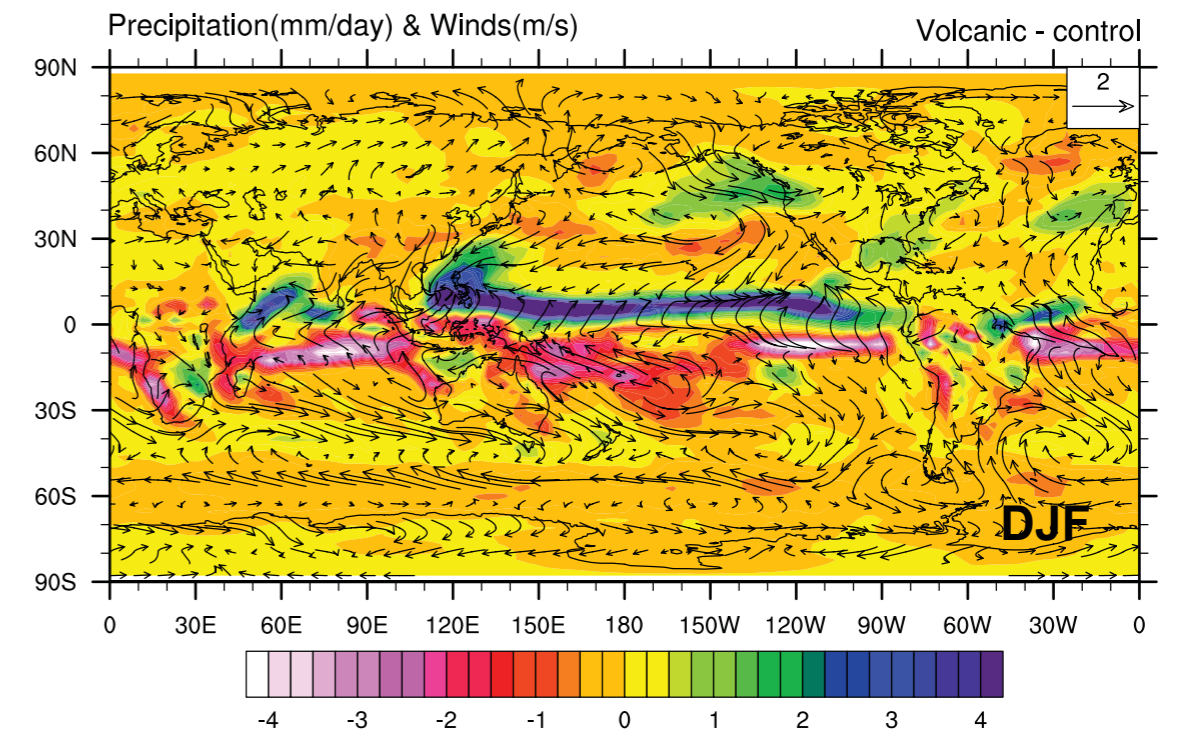 Precipitation(mm/day) & Winds(m/s)
Volcanic - control
2
90N
60N
30N
0
30S
60S
90S
DJF
0 30E 60E 90E 120E 150E 180 150W 120W 90W 60W 30W 0
-4 -3 -2 -1 0 1 2 3 4